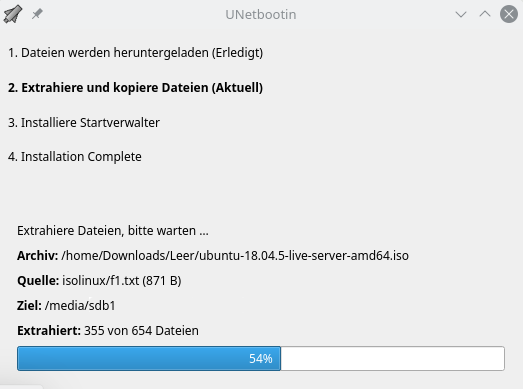 UNetbootin
1. Dateien werden heruntergeladen (Erledigt)
2. Extrahiere und kopiere Dateien (Aktuell)
3. Installiere Startverwalter
4. Installation Complete
Extrahiere Dateien, bitte warten ...
Archiv: /home/Downloads/Leer/ubuntu-18.04.5-live-server-amd64.iso
Quelle: isolinux/f1.txt (871 B)
Ziel: /media/sdb1
Extrahiert: 355 von 654 Dateien
54%